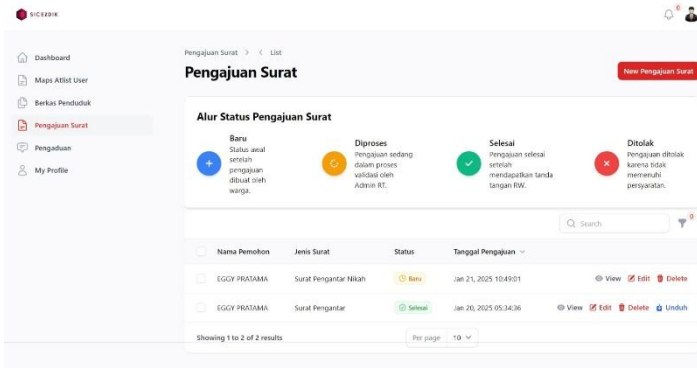 SICERDIK
0
Dashboard
Maps Atlist User
Berkas Penduduk
Pengajuan Surat
Pengaduan
My Profile
Pengajuan Surat > < List
Pengajuan Surat
New Pengajuan Surat
Alur Status Pengajuan Surat
Baru
Status awal
setelah
pengajuan
dibuat oleh
warga.
Diproses
Pengajuan sedang
dalam proses
validasi oleh
Admin RT.
Selesai
Pengajuan selesai
setelah
mendapatkan tanda
tangan RW.
Ditolak
Pengajuan ditolak
karena tidak
memenuhi
persyaratan.
Search
0
Nama Pemohon Jenis Surat Status Tanggal Pengajuan
EGGY PRATAMA Surat Pengantar Nikah Baru Jan 21, 2025 10:49:01 View Edit Delete
EGGY PRATAMA Surat Pengantar Selesai Jan 20, 2025 05:34:36 View Edit Delete Unduh
Showing 1 to 2 of 2 results Per page 10